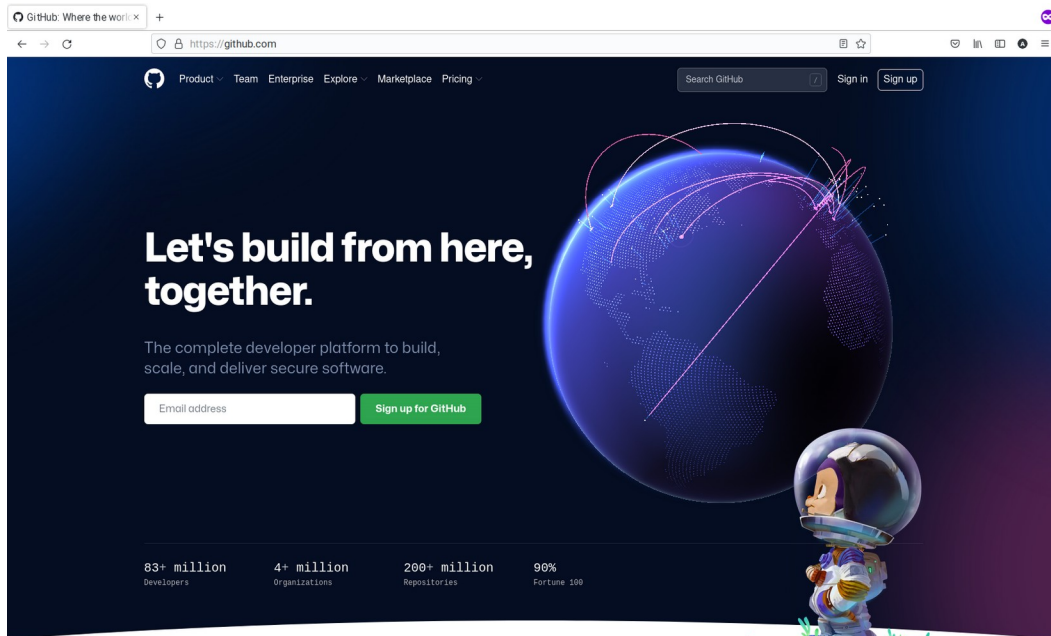 GitHub: Where the worl
https://github.com
Product Team Enterprise Explore Marketplace Pricing
Search GitHub /
Sign in Sign up
Let's build from here,
together.
The complete developer platform to build,
scale, and deliver secure software.
Email address Sign up for GitHub
83+ million 4+ million 200+ million 90%
Developers Organizations Repositories Fortune 100